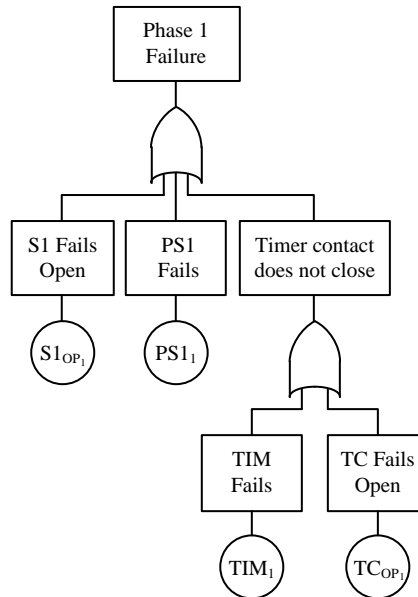 Phase 1
Failure
S1 Fails
Open
PS1
Fails
Timer contact
does not close
S1OP1
PS11
TIM
Fails
TC Fails
Open
TIM1
TCOP1